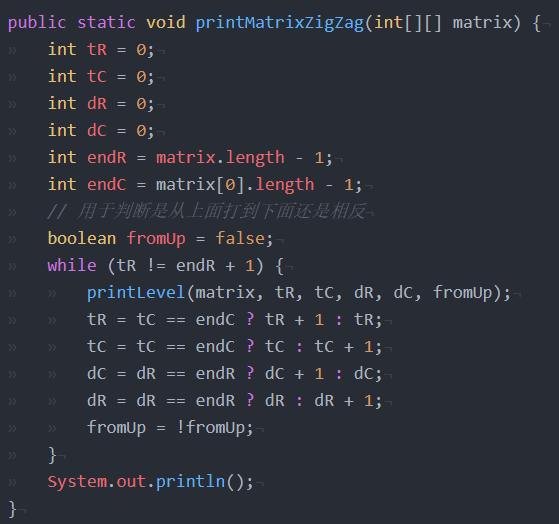 public static void printMatrixZigZag(int[][] matrix) {
    int tR = 0;
    int tC = 0;
    int dR = 0;
    int dC = 0;
    int endR = matrix.length - 1;
    int endC = matrix[0].length - 1;
    // 用于判断是从上面打到下面还是相反
    boolean fromUp = false;
    while (tR != endR + 1) {
        printLevel(matrix, tR, tC, dR, dC, fromUp);
        tR = tC == endC ? tR + 1 : tR;
        tC = tC == endC ? tC : tC + 1;
        dC = dR == endR ? dC + 1 : dC;
        dR = dR == endR ? dR : dR + 1;
        fromUp = !fromUp;
    }
    System.out.println();
}